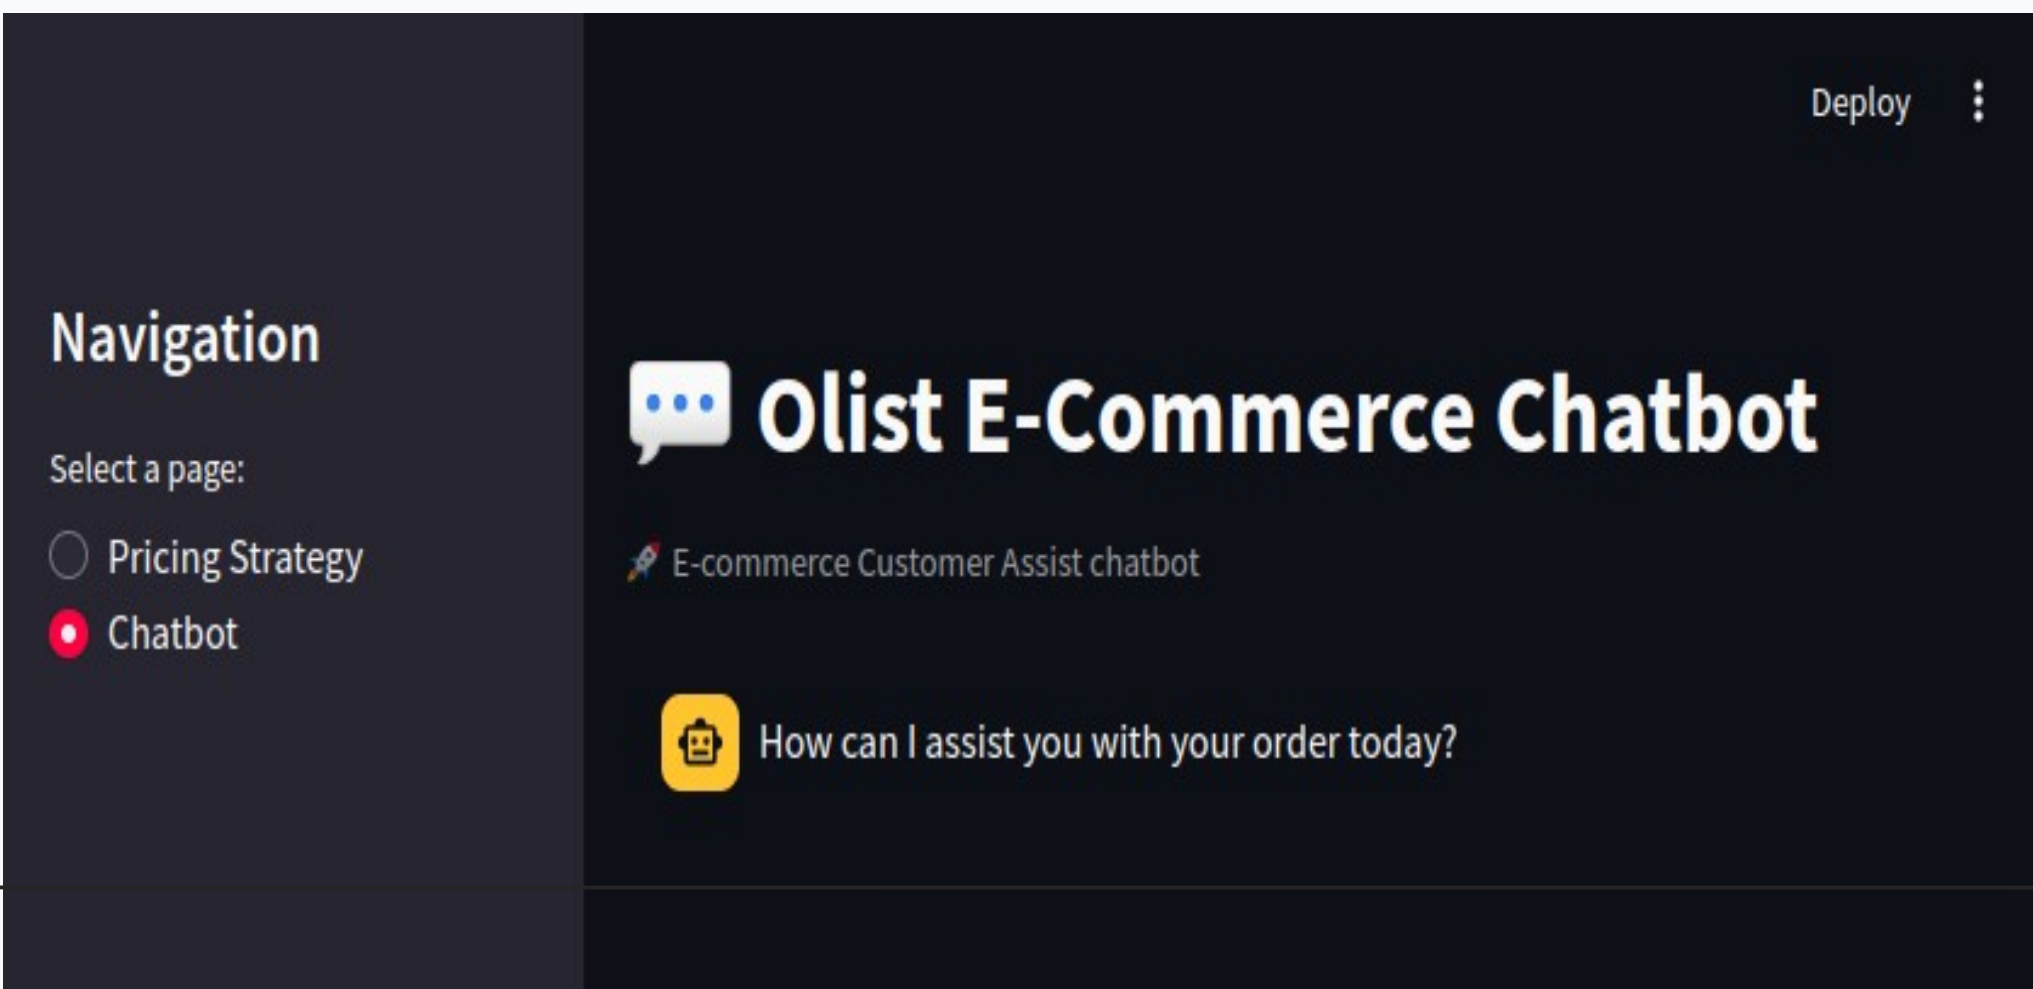 Deploy
Navigation
Select a page:
Pricing Strategy
Chatbot
Olist E-Commerce Chatbot
E-commerce Customer Assist chatbot
How can I assist you with your order today?